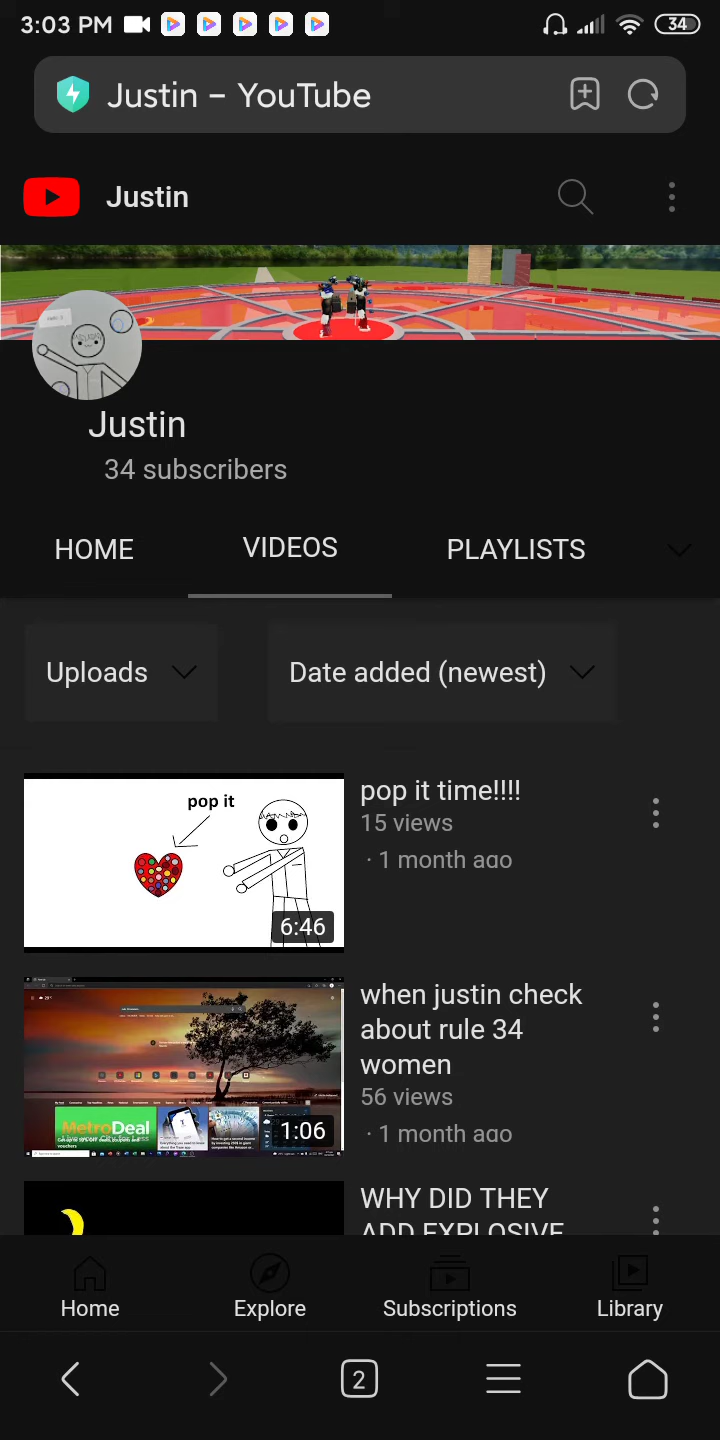 3:03 PM
34
Justin – YouTube
Justin
Justin
34 subscribers
HOME
VIDEOS
PLAYLISTS
Uploads
Date added (newest)
pop it
6:46
pop it time!!!!
15 views
· 1 month ago
MetroDeal
1:06
when justin check
about rule 34
women
56 views
· 1 month ago
WHY DID THEY
ADD EXPLOSIVE
Home
Explore
Subscriptions
Library
2